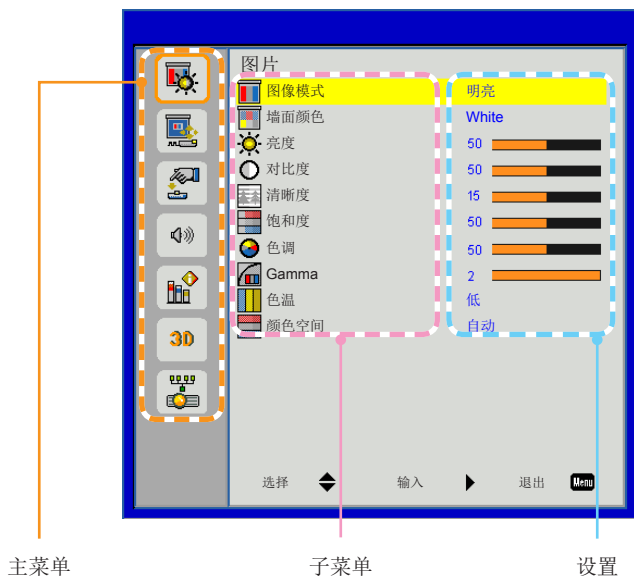 图片
图像模式 明亮
墙面颜色 White
亮度 50
对比度 50
清晰度 15
饱和度 50
色调 50
Gamma 2
色温 低
颜色空间 自动
3D
选择 输入 退出 Menu
主菜单 子菜单 设置